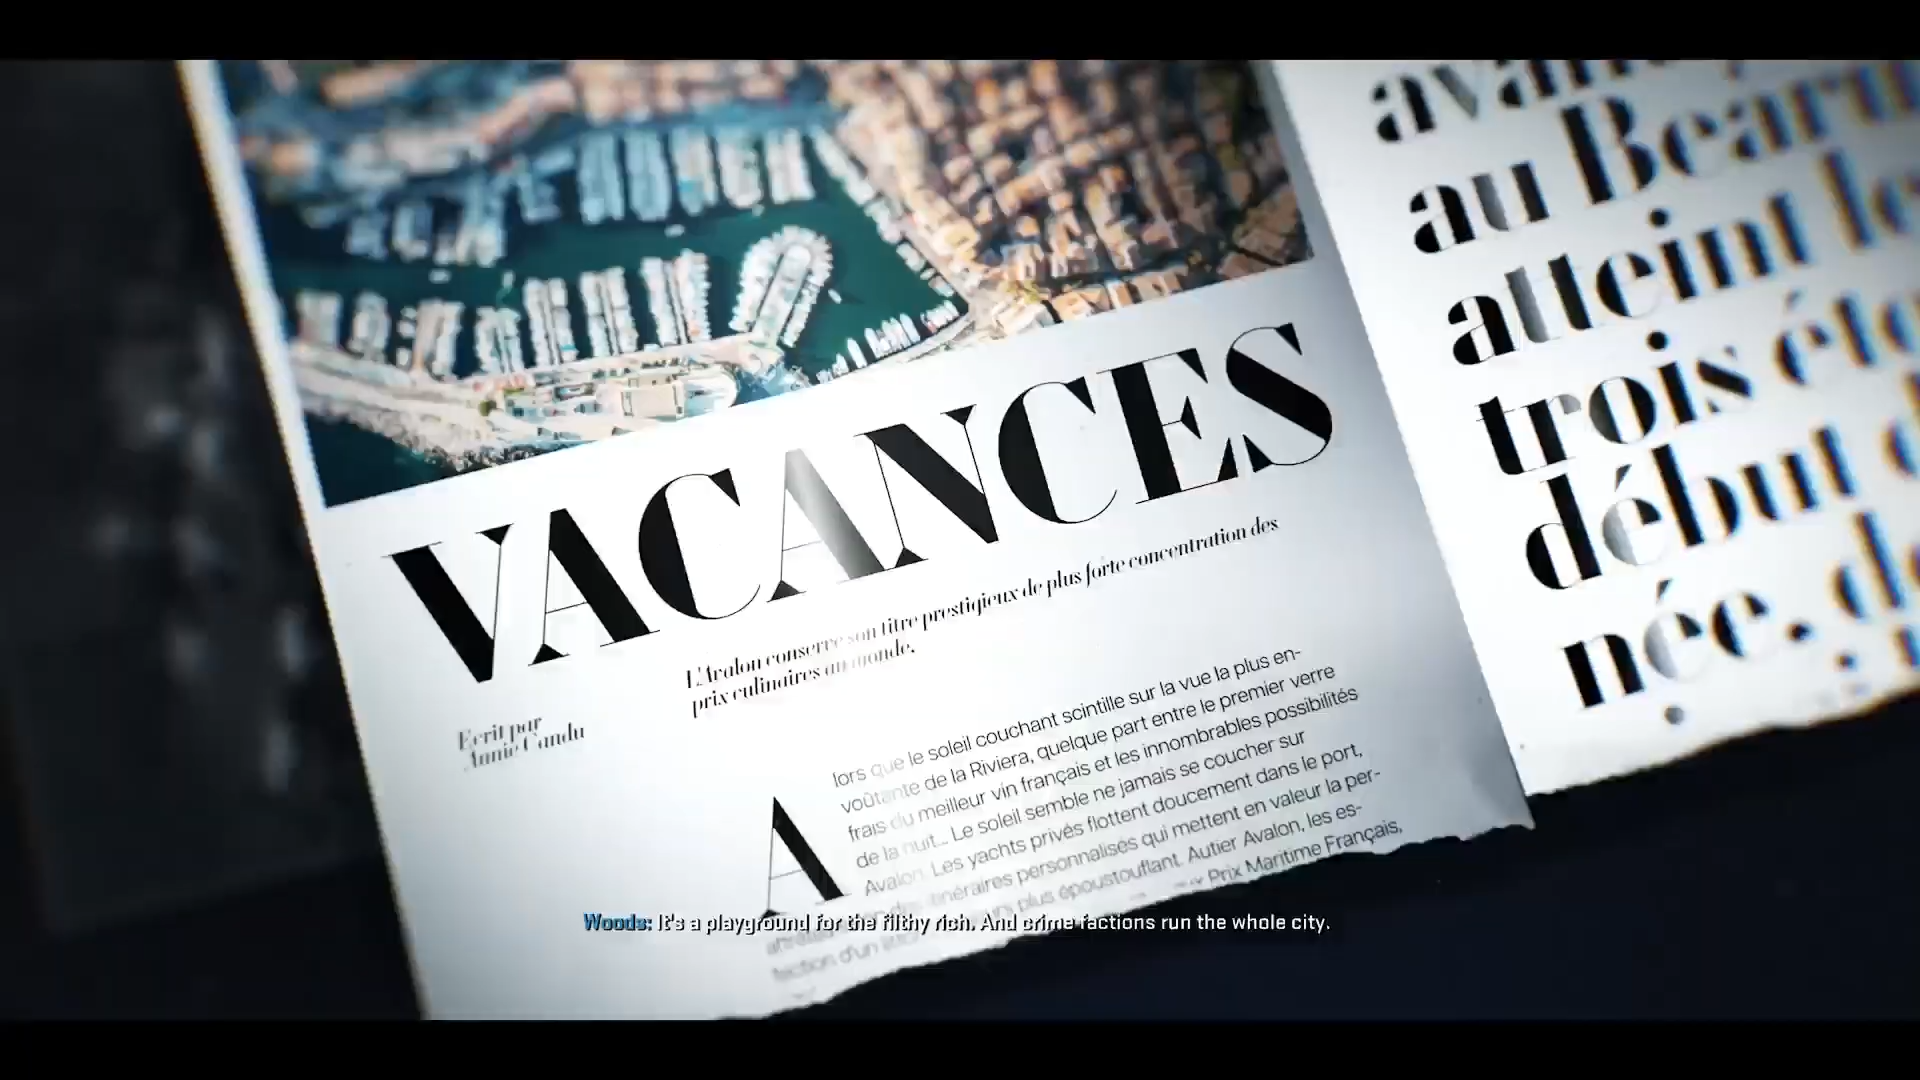 VACANCES
L'Avalon conserve son titre prestigieux de plus forte concentration des
prix culinaires au monde.
Ecrit par
Annie Candu
A
lors que le soleil couchant scintille sur la vue la plus en-
voûtante de la Riviera, quelque part entre le premier verre
frais du meilleur vin français et les innombrables possibilités
de la nuit... Le soleil semble ne jamais se coucher sur
Avalon. Les yachts privés flottent doucement dans le port,
itinéraires personnalisés qui mettent en valeur la per-
plus époustouflant. Autier Avalon, les es-
Prix Maritime Français,
fection d'un
au Beard
atteint le
trois
début
née.
Woods: It's a playground for the filthy rich. And crime factions run the whole city.